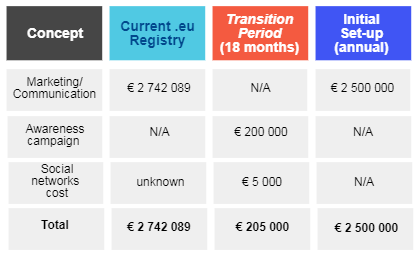 Concept
Current .eu
Registry
Transition
Period
(18 months)
Initial
Set-up
(annual)
Marketing/
Communication
€ 2 742 089
N/A
€ 2 500 000
Awareness
campaign
N/A
€ 200 000
N/A
Social
networks
cost
unknown
€ 5 000
N/A
Total
€ 2 742 089
€ 205 000
€ 2 500 000